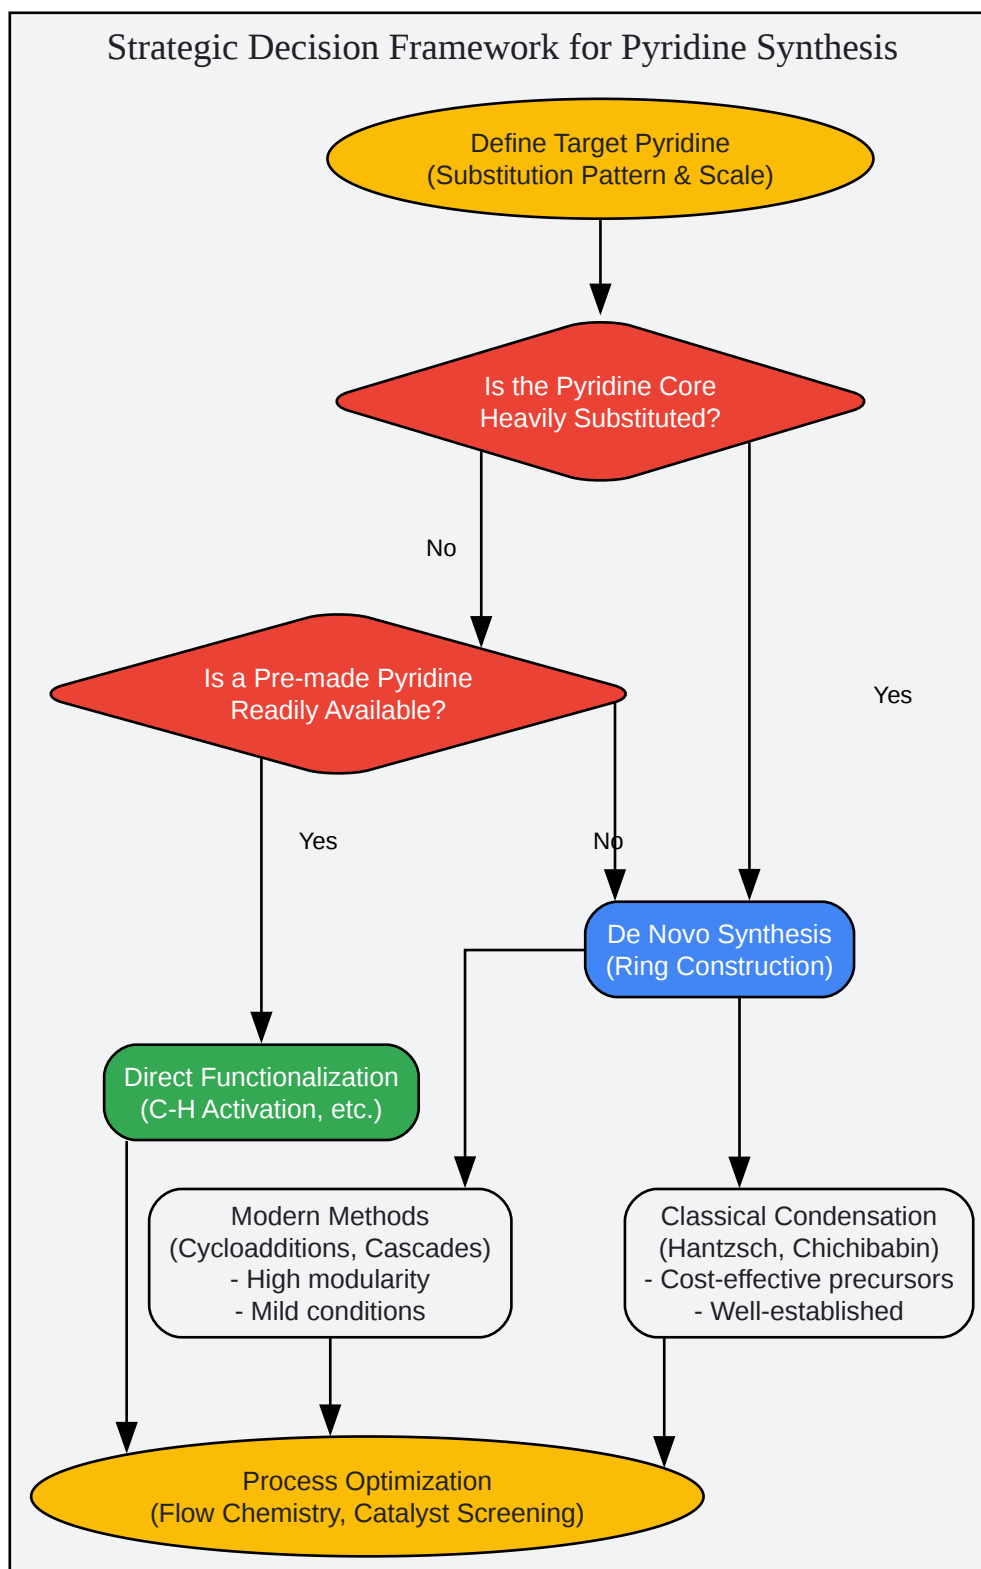 Strategic Decision Framework for Pyridine Synthesis
Define Target Pyridine
(Substitution Pattern & Scale)
Is the Pyridine Core
Heavily Substituted?
No
Is a Pre-made Pyridine
Readily Available?
Yes
Yes
No
De Novo Synthesis
(Ring Construction)
Direct Functionalization
(C-H Activation, etc.)
Modern Methods
(Cycloadditions, Cascades)
- High modularity
- Mild conditions
Classical Condensation
(Hantzsch, Chichibabin)
- Cost-effective precursors
- Well-established
Process Optimization
(Flow Chemistry, Catalyst Screening)